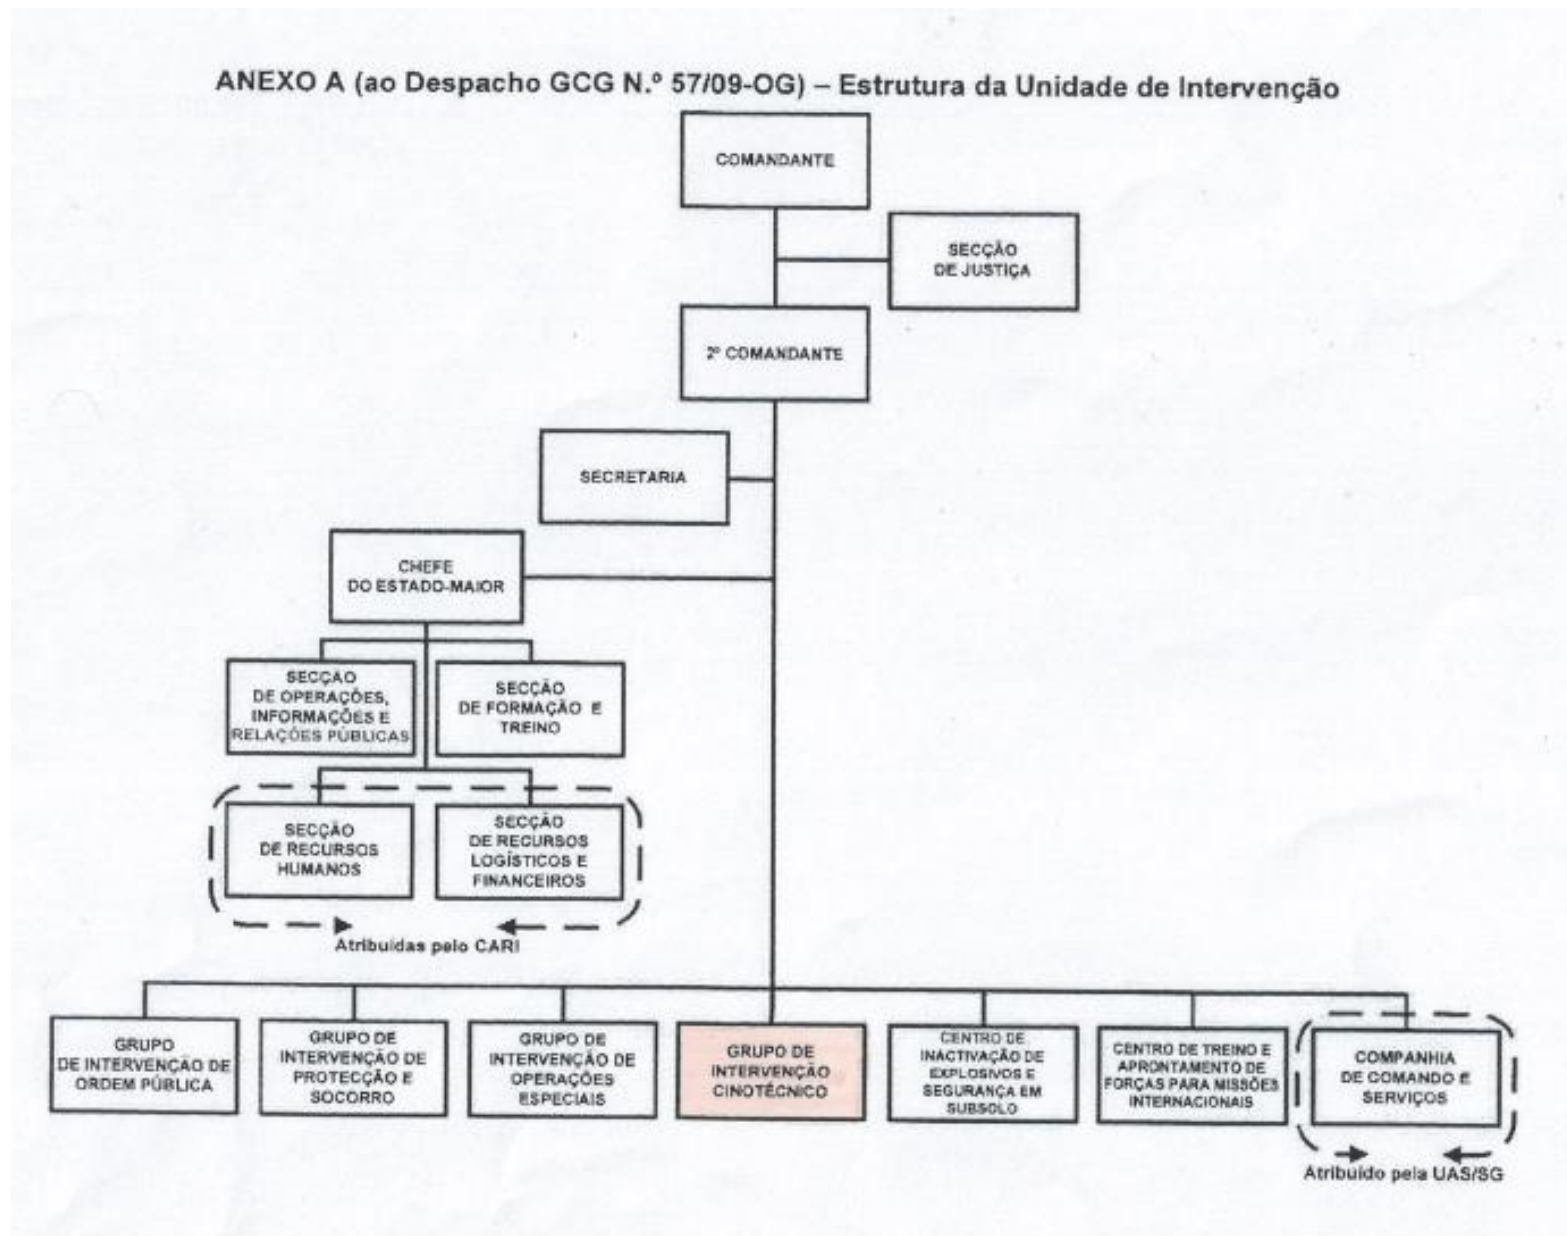 ANEXO A (ao Despacho GCG N.º 57/09-OG) – Estrutura da Unidade de Intervenção
COMANDANTE
SECÇÃO
DE JUSTIÇA
2º COMANDANTE
SECRETARIA
CHEFE
DO ESTADO-MAIOR
SECÇÃO
DE OPERAÇÕES,
INFORMAÇÕES E
RELAÇÕES PÚBLICAS
SECÇÃO
DE FORMAÇÃO E
TREINO
SECÇÃO
DE RECURSOS
HUMANOS
SECÇÃO
DE RECURSOS
LOGÍSTICOS E
FINANCEIROS
Atribuídas pelo CARI
GRUPO
DE INTERVENÇÃO DE
ORDEM PÚBLICA
GRUPO DE
INTERVENÇÃO DE
PROTECÇÃO E
SOCORRO
GRUPO DE
INTERVENÇÃO DE
OPERAÇÕES
ESPECIAIS
GRUPO DE
INTERVENÇÃO
CINOTÉCNICO
CENTRO DE
INACTIVAÇÃO DE
EXPLOSIVOS E
SEGURANÇA EM
SUBSOLO
CENTRO DE TREINO E
APRONTAMENTO DE
FORÇAS PARA MISSÕES
INTERNACIONAIS
COMPANHIA
DE COMANDO E
SERVIÇOS
Atribuído pela UAS/SG